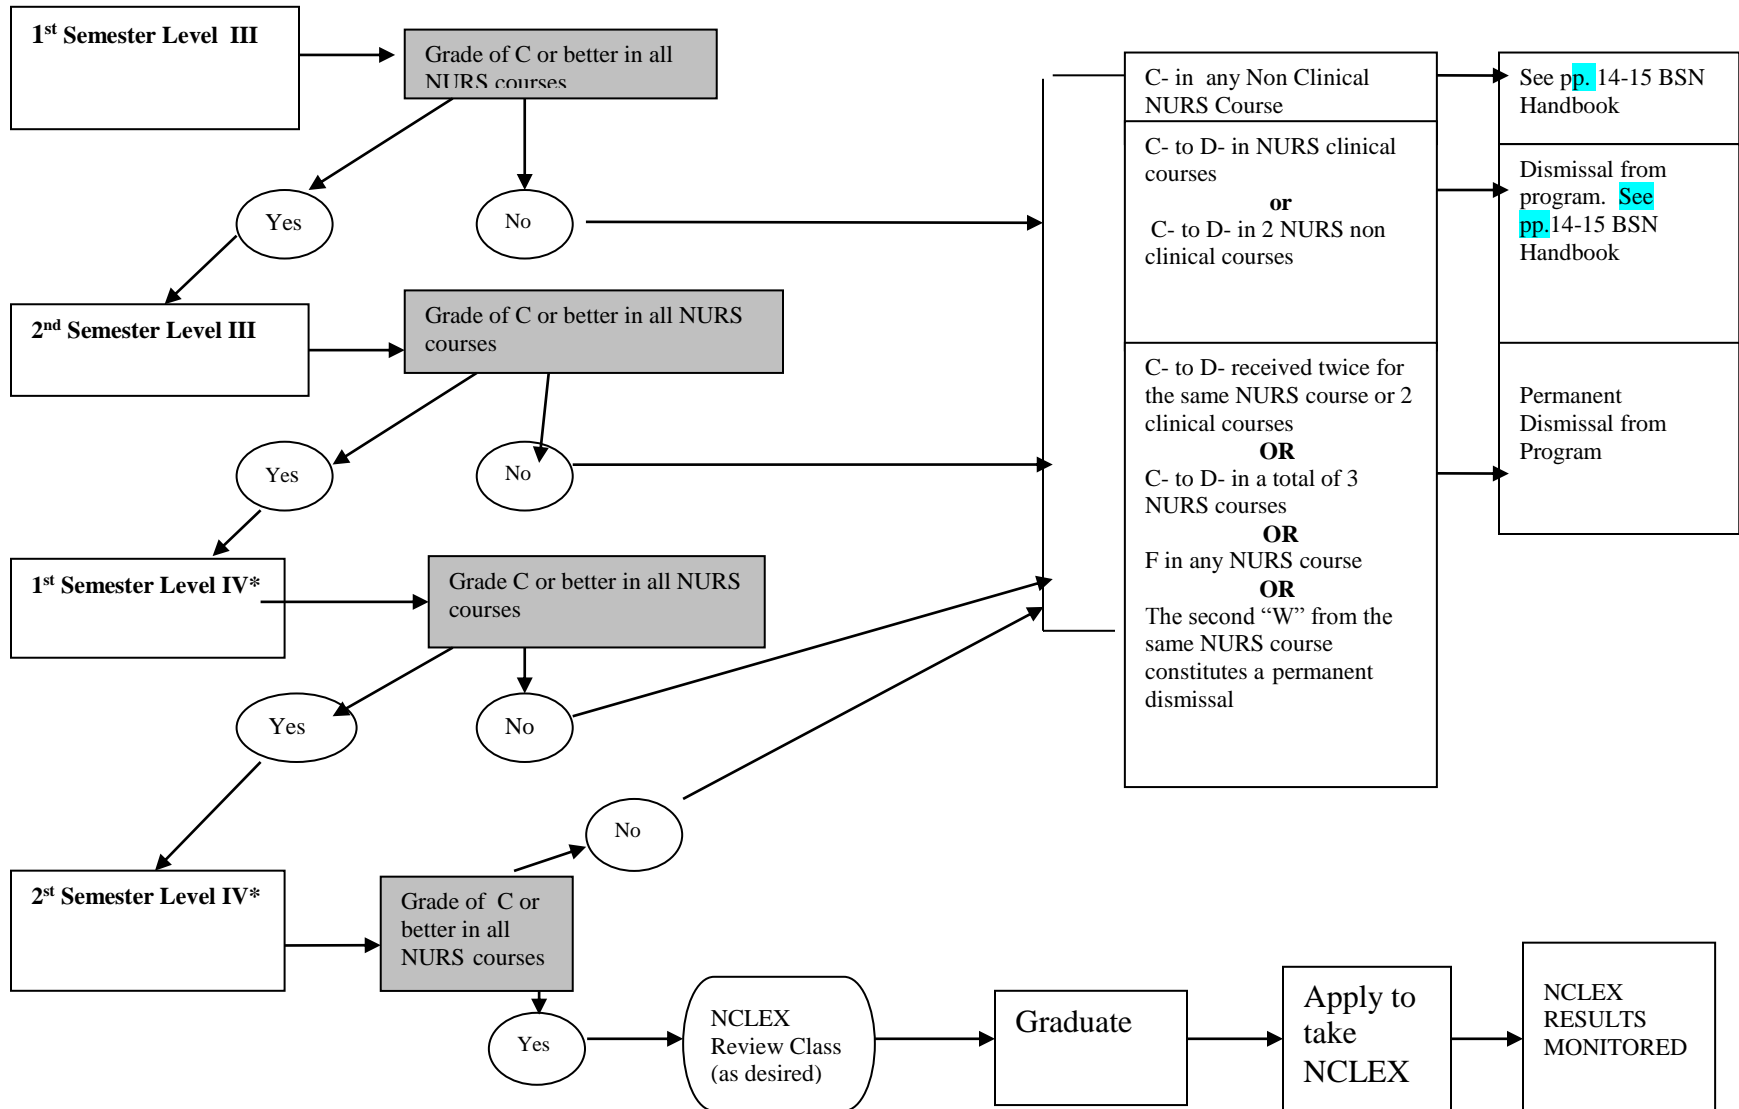 1st Semester Level III
Grade of C or better in all
NURS courses
Yes
No
2nd Semester Level III
Grade of C or better in all NURS
courses
Yes
No
1st Semester Level IV*
Grade C or better in all NURS
courses
Yes
No
2st Semester Level IV*
Grade of C or
better in all
NURS courses
No
Yes
NCLEX
Review Class
(as desired)
Graduate
Apply to
take
NCLEX
NCLEX
RESULTS
MONITORED
C- in any Non Clinical
NURS Course
See pp. 14-15 BSN
Handbook
C- to D- in NURS clinical
courses
or
C- to D- in 2 NURS non
clinical courses
Dismissal from
program. See
pp.14-15 BSN
Handbook
C- to D- received twice for
the same NURS course or 2
clinical courses
OR
C- to D- in a total of 3
NURS courses
OR
F in any NURS course
OR
The second “W” from the
same NURS course
constitutes a permanent
dismissal
Permanent
Dismissal from
Program